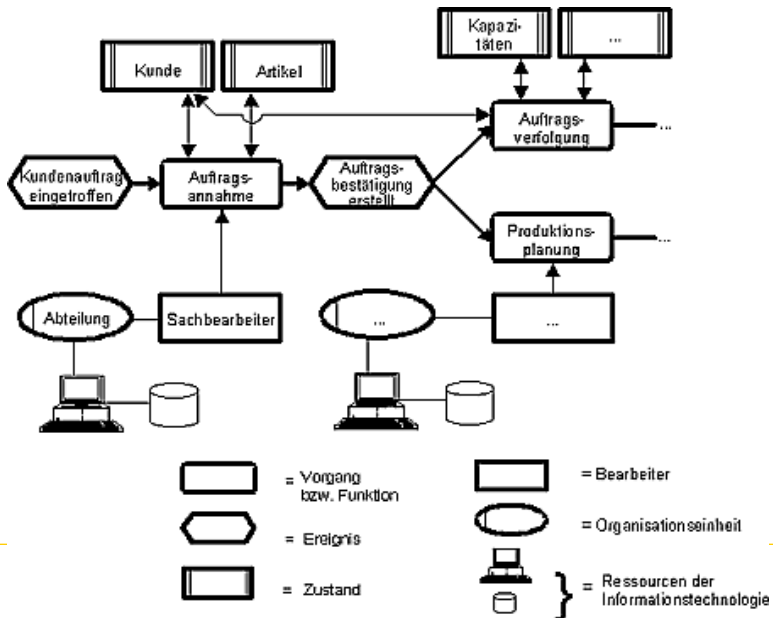 Kapazi-
täten
...
Kunde
Artikel
Auftrags-
verfolgung
...
Kundenauftrag
eingetroffen
Auftrags-
annahme
Auftrags-
bestätigung
erstellt
Produktions-
planung
...
Abteilung
Sachbearbeiter
...
...
= Vorgang
bzw. Funktion
= Bearbeiter
= Ereignis
= Organisationseinheit
= Zustand
} = Ressourcen der
Informationstechnologie